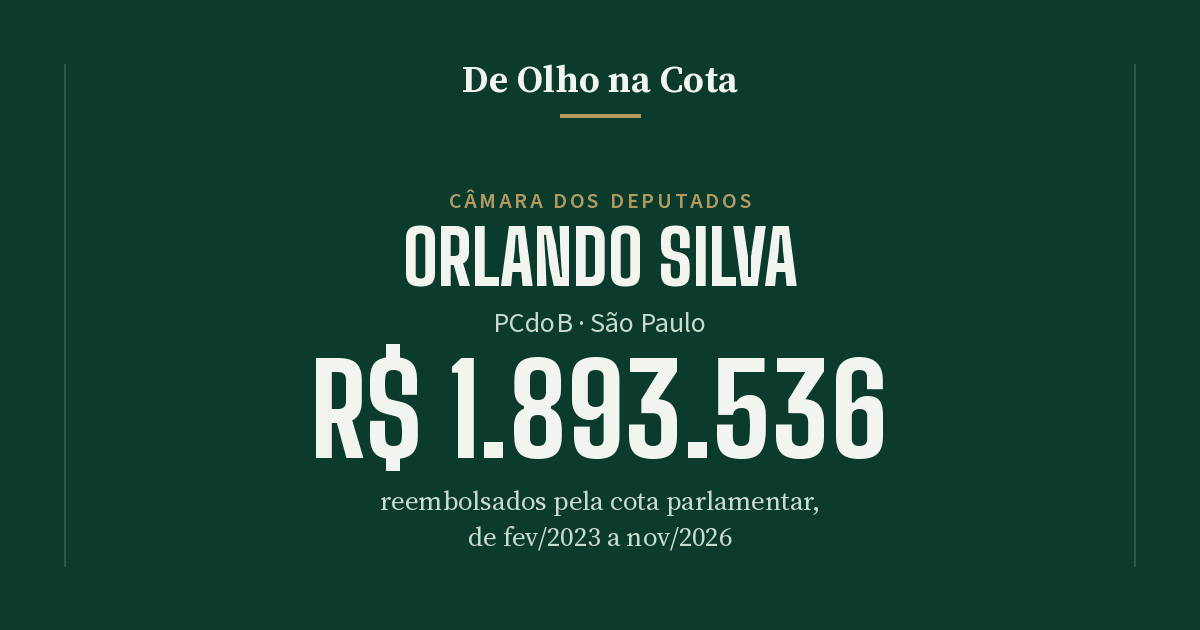 De Olho na Cota
CÂMARA DOS DEPUTADOS
ORLANDO SILVA
PCdoB · São Paulo
R$ 1.893.536
reembolsados pela cota parlamentar,
de fev/2023 a nov/2026